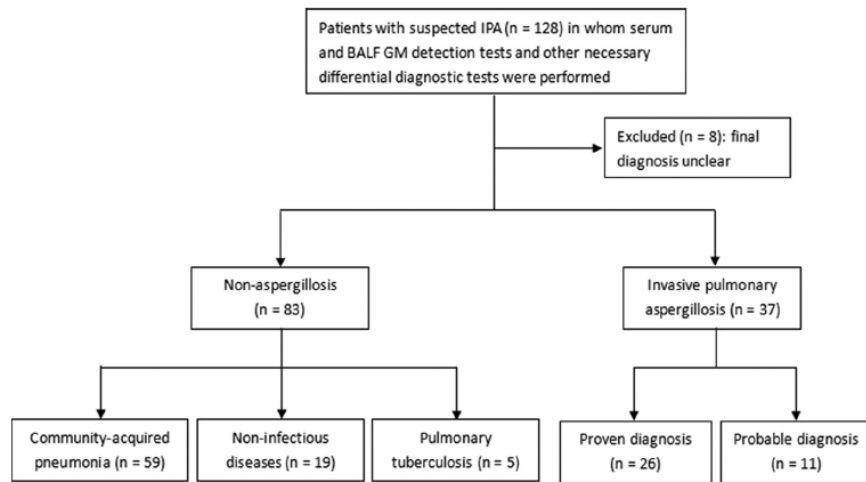 Patients with suspected IPA (n = 128) in whom serum
and BALF GM detection tests and other necessary
differential diagnostic tests were performed
Excluded (n = 8): final
diagnosis unclear
Non-aspergillosis
(n = 83)
Invasive pulmonary
aspergillosis (n = 37)
Community-acquired
pneumonia (n = 59)
Non-infectious
diseases (n = 19)
Pulmonary
tuberculosis (n = 5)
Proven diagnosis
(n = 26)
Probable diagnosis
(n = 11)